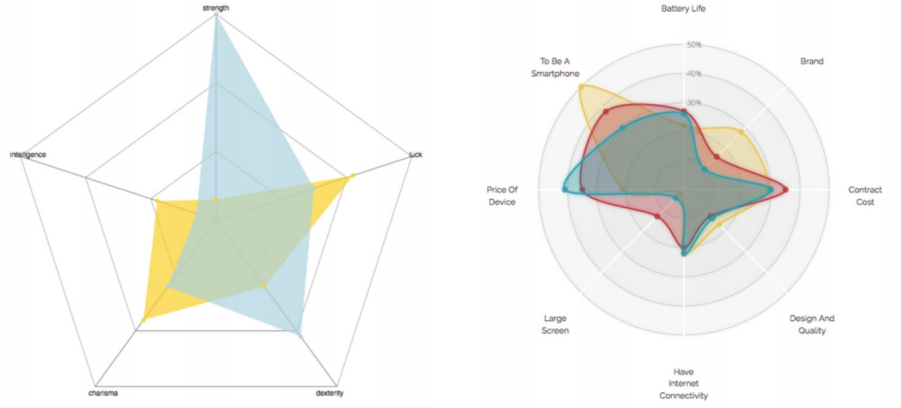 strength
intelligence
luck
charisma
dexterity
Battery Life
50%
40%
30%
To Be A
Smartphone
Brand
Price Of
Device
Contract
Cost
Large
Screen
Design And
Quality
Have
Internet
Connectivity